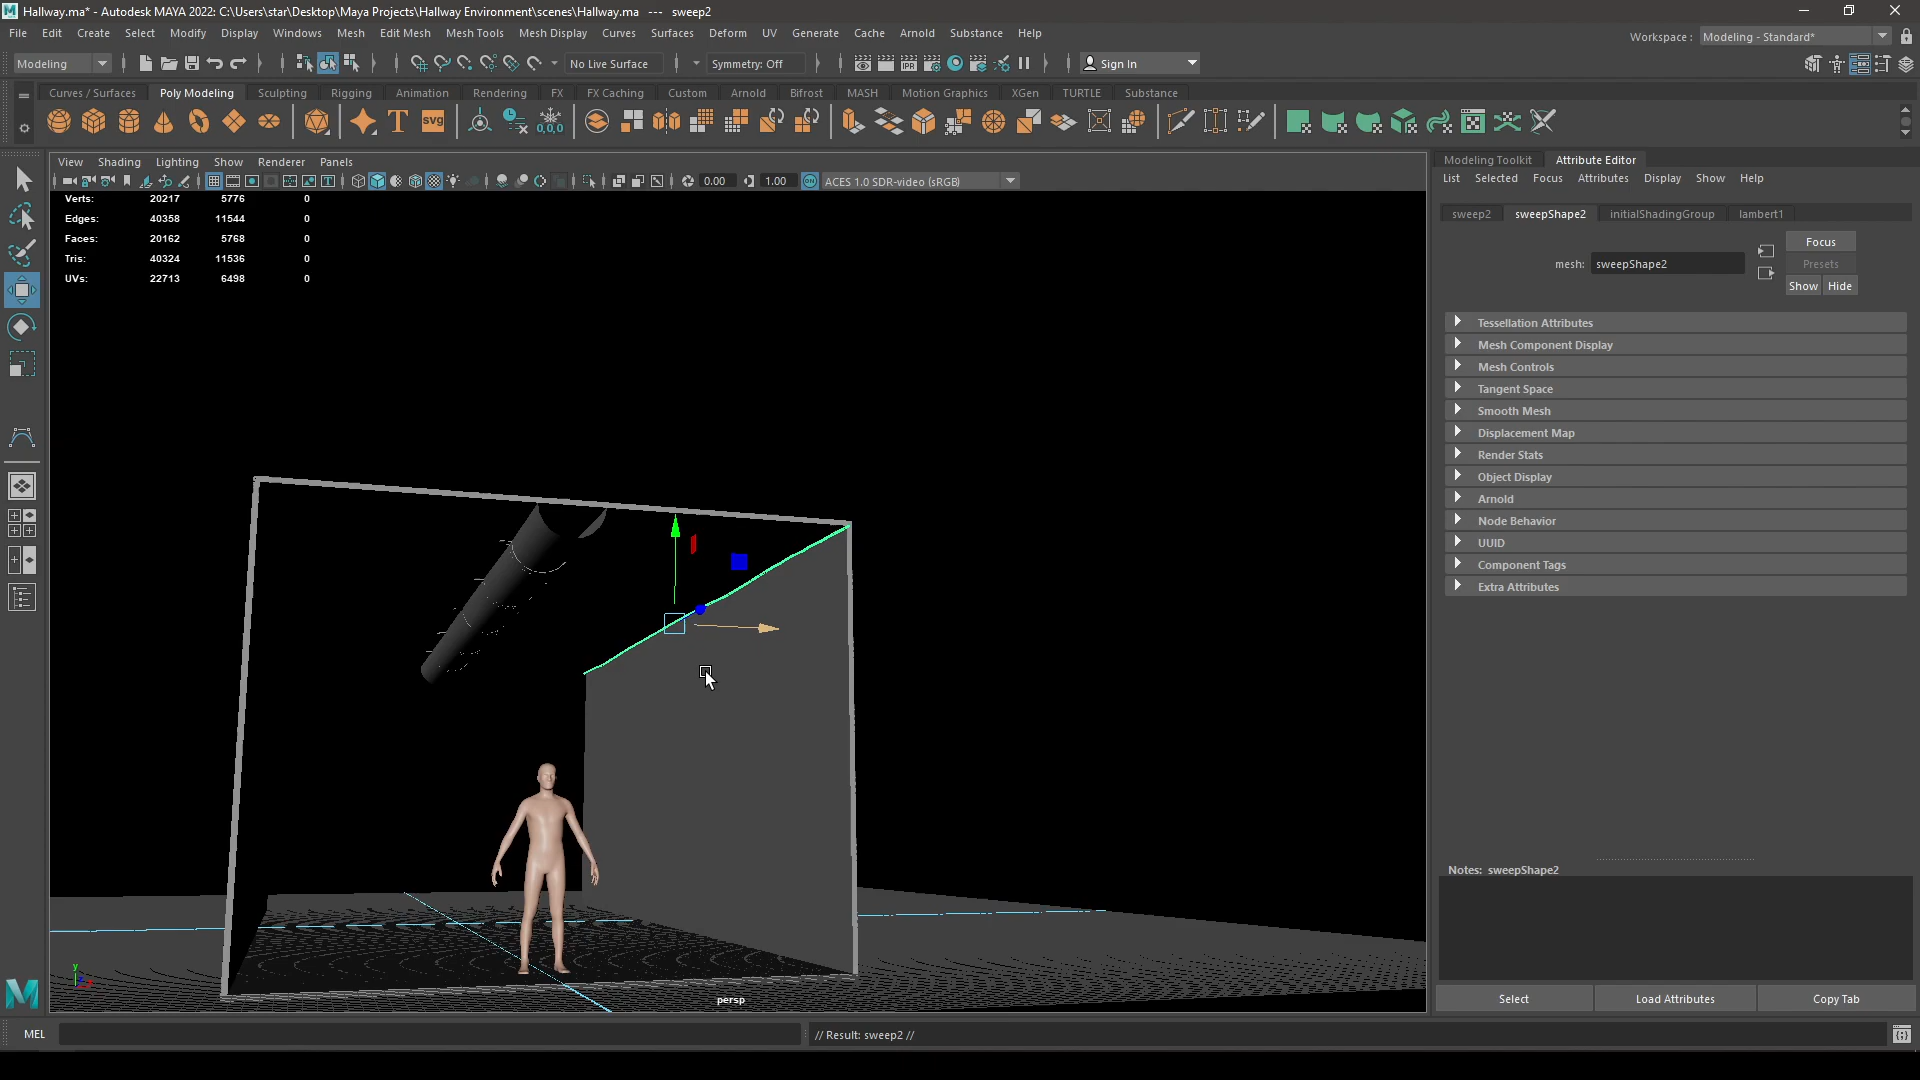 Hallway.ma* - Autodesk MAYA 2022: C:\Users\star\Desktop\Maya Projects\Hallway Environment\scenes\Hallway.ma --- sweep2
File Edit Create Select Modify Display Windows Mesh Edit Mesh Mesh Tools Mesh Display Curves Surfaces Deform UV Generate Cache Arnold Substance Help
Workspace : Modeling - Standard*
Modeling No Live Surface Symmetry: Off IPR Sign In
Curves / Surfaces Poly Modeling Sculpting Rigging Animation Rendering FX FX Caching Custom Arnold Bifrost MASH Motion Graphics XGen TURTLE Substance
T svg 0,0,0
View Shading Lighting Show Renderer Panels
0.00 1.00 ON ACES 1.0 SDR-video (sRGB)
Verts: 20217 5776 0
Edges: 40358 11544 0
Faces: 20162 5768 0
Tris: 40324 11536 0
UVs: 22713 6498 0
y
persp
Modeling Toolkit Attribute Editor
List Selected Focus Attributes Display Show Help
sweep2 sweepShape2 initialShadingGroup lambert1
Focus
mesh: sweepShape2
Presets
Show Hide
Tessellation Attributes
Mesh Component Display
Mesh Controls
Tangent Space
Smooth Mesh
Displacement Map
Render Stats
Object Display
Arnold
Node Behavior
UUID
Component Tags
Extra Attributes
Notes: sweepShape2
Select Load Attributes Copy Tab
MEL // Result: sweep2 //